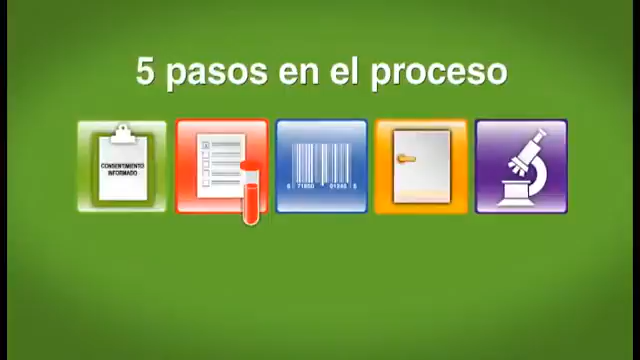 5 pasos en el proceso
CONSENTIMIENTO
INFORMADO